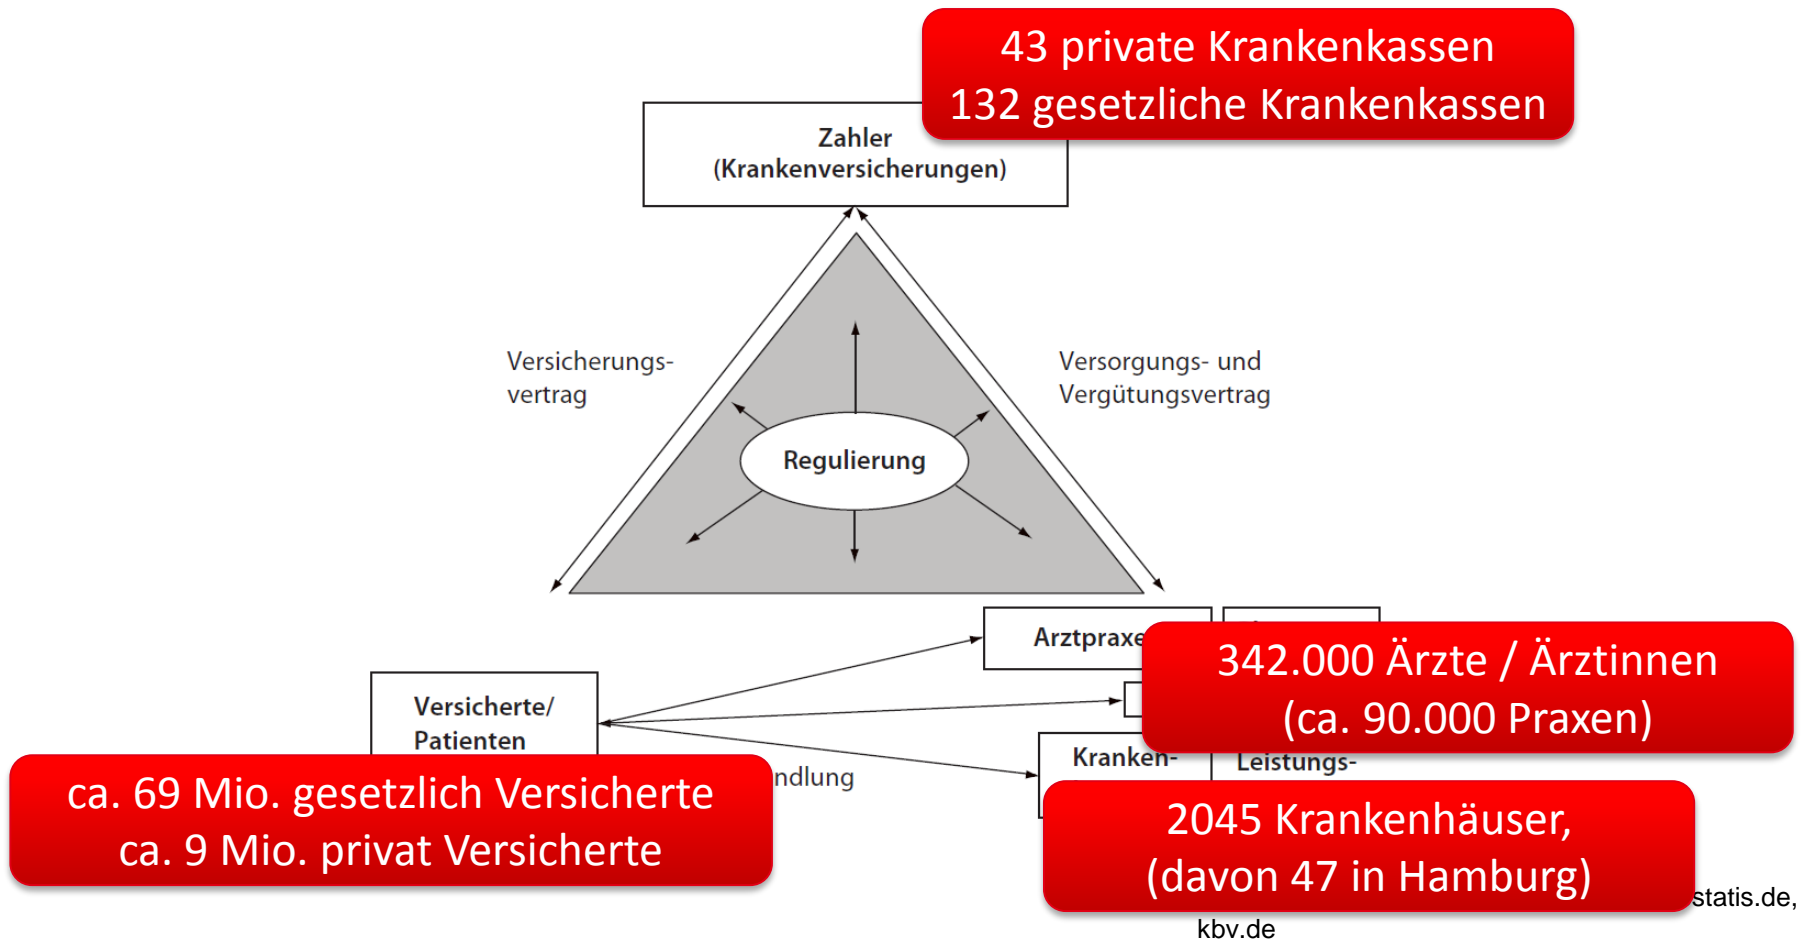 43 private Krankenkassen
132 gesetzliche Krankenkassen
Zahler
(Krankenversicherungen)
Versicherungs-
vertrag
Versorgungs- und
Vergütungsvertrag
Regulierung
Arztpraxe
342.000 Ärzte / Ärztinnen
(ca. 90.000 Praxen)
Versicherte/
Patienten
Kranken-
Leistungs-
ndlung
ca. 69 Mio. gesetzlich Versicherte
ca. 9 Mio. privat Versicherte
2045 Krankenhäuser,
(davon 47 in Hamburg)
statis.de,
kbv.de